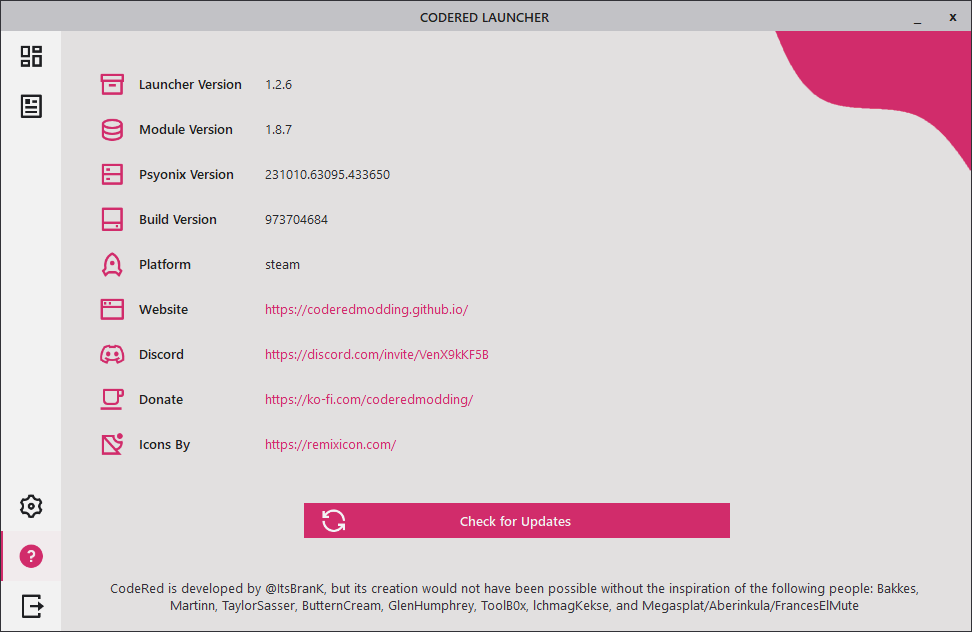 CODERED LAUNCHER
_ x
Launcher Version 1.2.6
Module Version 1.8.7
Psyonix Version 231010.63095.433650
Build Version 973704684
Platform steam
Website https://coderedmodding.github.io/
Discord https://discord.com/invite/VenX9kKF5B
Donate https://ko-fi.com/coderedmodding/
Icons By https://remixicon.com/
Check for Updates
?
CodeRed is developed by @ItsBranK, but its creation would not have been possible without the inspiration of the following people: Bakkes,
Martinn, TaylorSasser, ButternCream, GlenHumphrey, ToolB0x, lchmagKekse, and Megasplat/Aberinkula/FrancesElMute